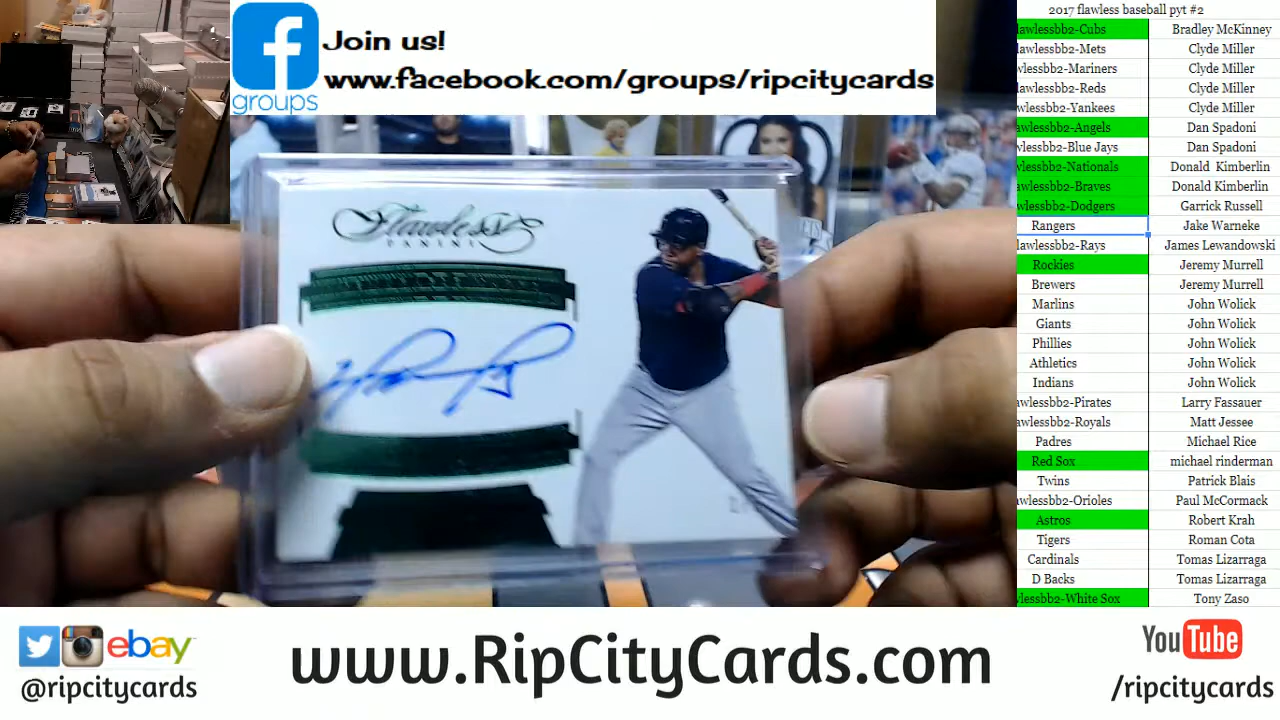 2017 flawless baseball pyt #2
Join us!
www.facebook.com/groups/ripcitycards
groups
Flawless
PANINI
lawlessbb2-Cubs Bradley McKinney
lawlessbb2-Mets Clyde Miller
wlessbb2-Mariners Clyde Miller
lawlessbb2-Reds Clyde Miller
wlessbb2-Yankees Clyde Miller
awlessbb2-Angels Dan Spadoni
wlessbb2-Blue Jays Dan Spadoni
wlessbb2-Nationals Donald Kimberlin
awlessbb2-Braves Donald Kimberlin
wlessbb2-Dodgers Garrick Russell
Rangers Jake Warneke
lawlessbb2-Rays James Lewandowski
Rockies Jeremy Murrell
Brewers Jeremy Murrell
Marlins John Wolick
Giants John Wolick
Phillies John Wolick
Athletics John Wolick
Indians John Wolick
awlessbb2-Pirates Larry Fassauer
awlessbb2-Royals Matt Jessee
Padres Michael Rice
Red Sox michael rinderman
Twins Patrick Blais
awlessbb2-Orioles Paul McCormack
Astros Robert Krah
Tigers Roman Cota
Cardinals Tomas Lizarraga
D Backs Tomas Lizarraga
wlessbb2-White Sox Tony Zaso
ebay
@ripcitycards
www.RipCityCards.com
YouTube
/ripcitycards